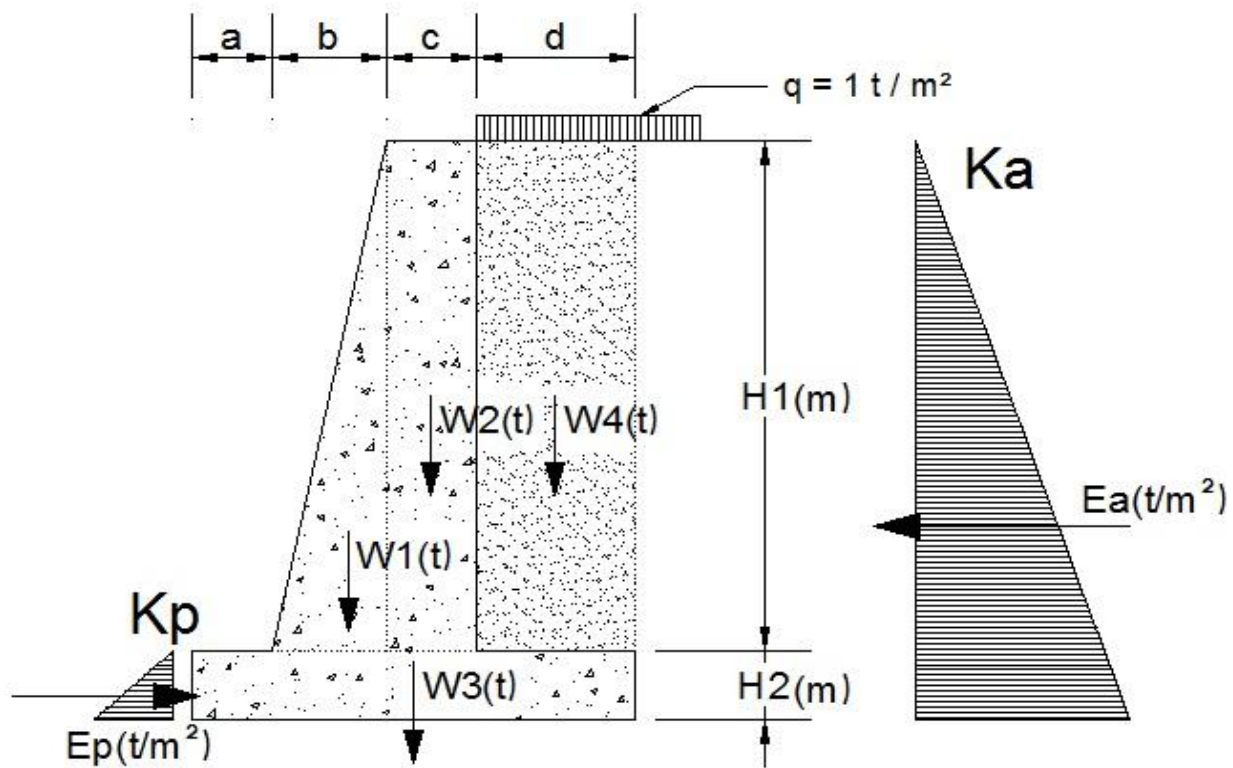 a b c d
q = 1 t / m²
Ka
H1(m)
W2(t) W4(t)
Ea(t/m²)
W1(t)
Kp
W3(t)
H2(m)
Ep(t/m²)